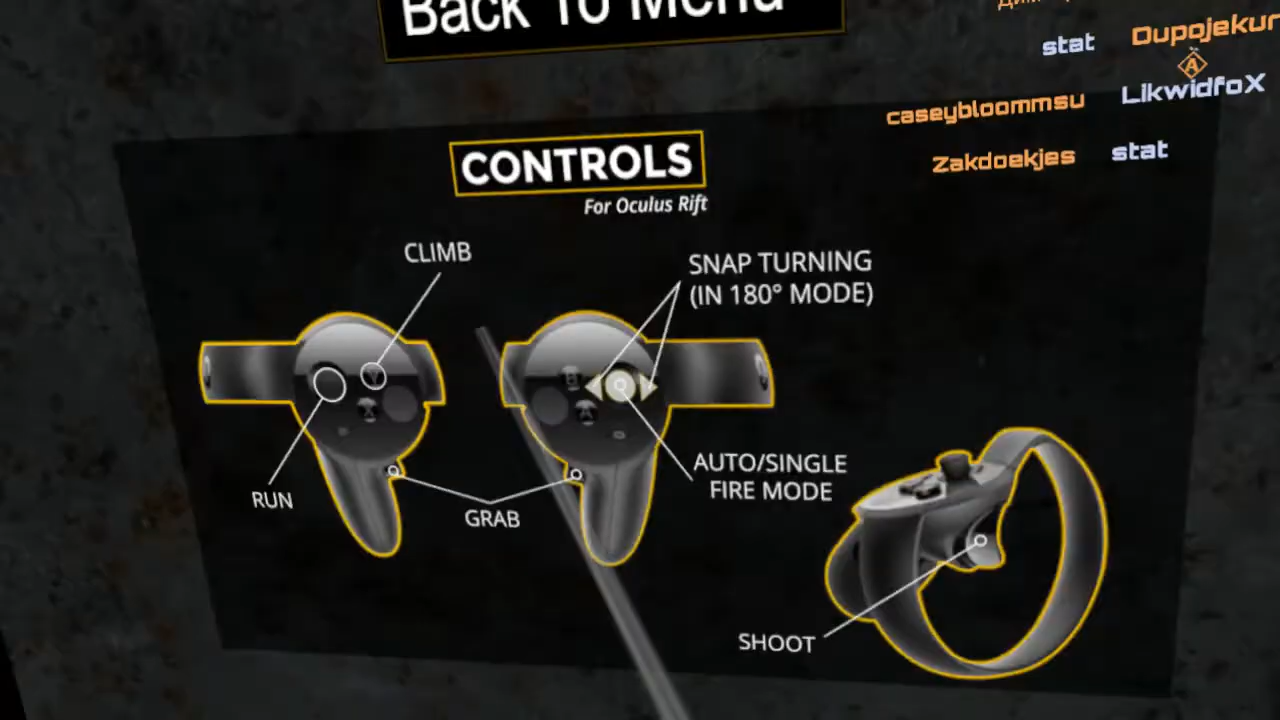 Back To Menu
stat Dupojekur
A
caseybloommsu LikwidfoX
Zakdoekjes stat
CONTROLS
For Oculus Rift
CLIMB
SNAP TURNING
(IN 180° MODE)
Y
B
X
A
RUN
GRAB
AUTO/SINGLE
FIRE MODE
SHOOT